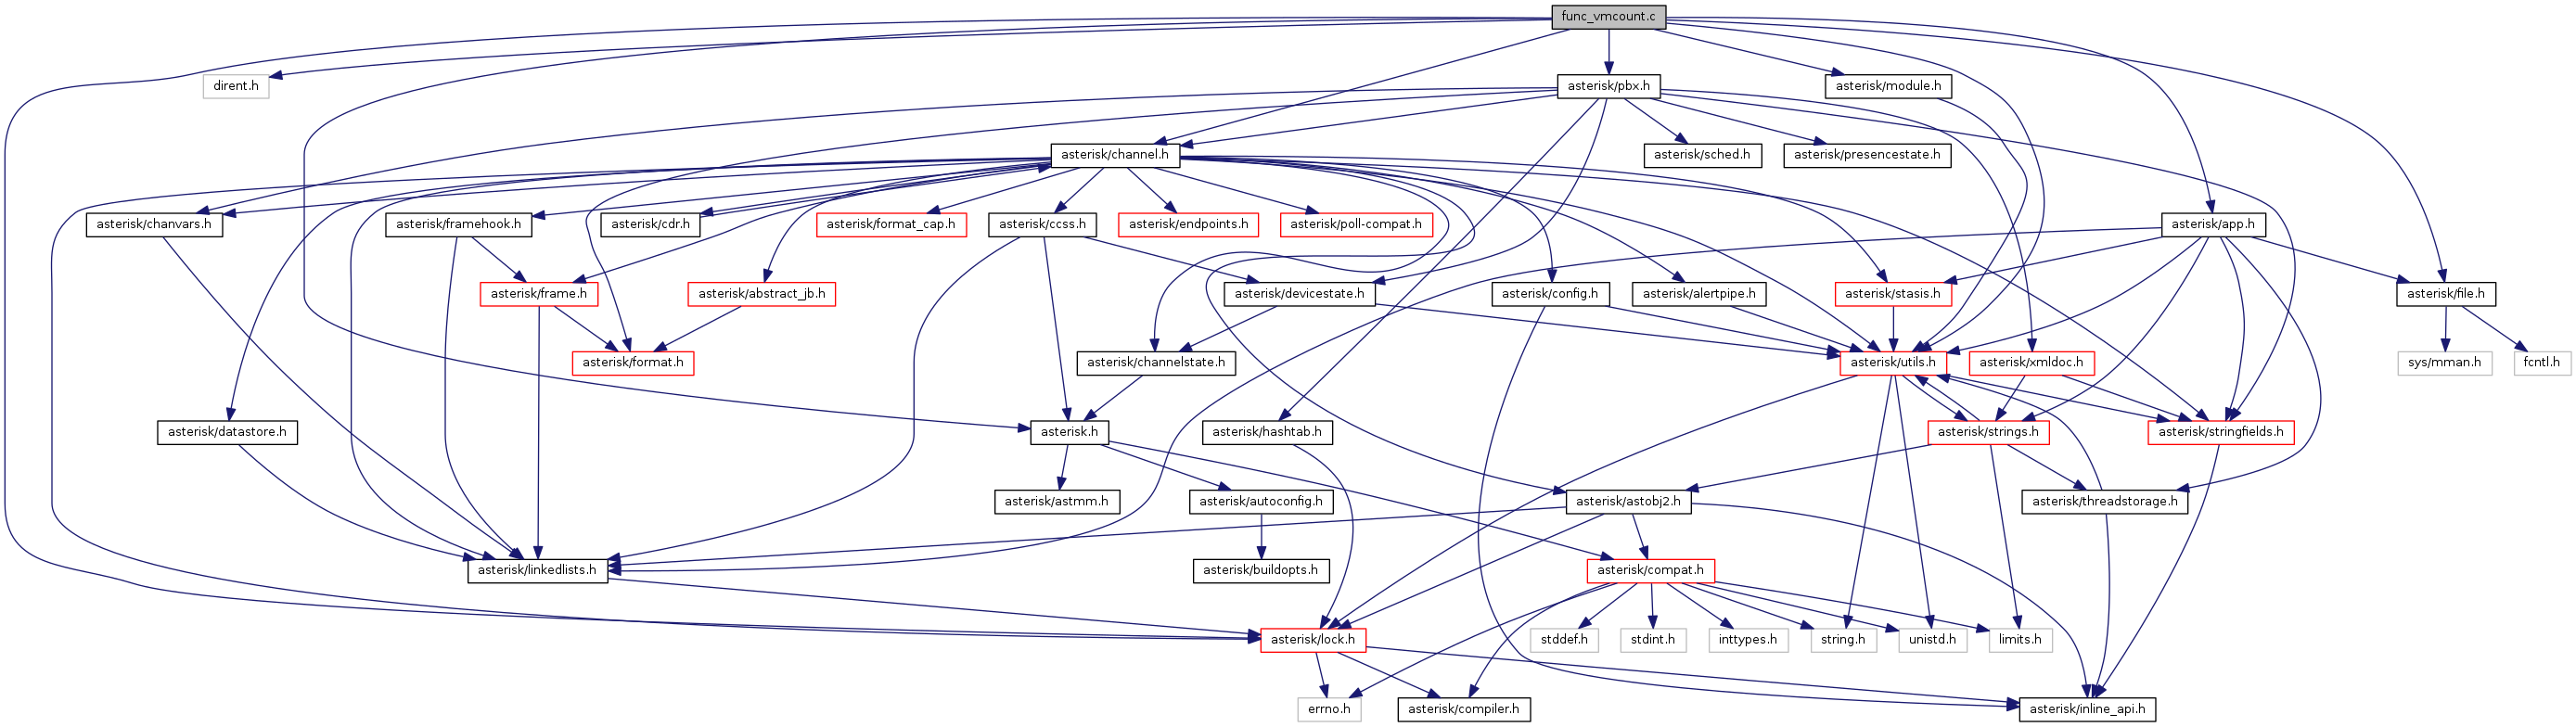 func_vmcount.c
dirent.h
asterisk/pbx.h
asterisk/module.h
asterisk/channel.h
asterisk/sched.h
asterisk/presencestate.h
asterisk/chanvars.h
asterisk/framehook.h
asterisk/cdr.h
asterisk/format_cap.h
asterisk/ccss.h
asterisk/endpoints.h
asterisk/poll-compat.h
asterisk/app.h
asterisk/frame.h
asterisk/abstract_jb.h
asterisk/devicestate.h
asterisk/config.h
asterisk/alertpipe.h
asterisk/stasis.h
asterisk/file.h
asterisk/format.h
asterisk/channelstate.h
asterisk/utils.h
asterisk/xmldoc.h
sys/mman.h
fcntl.h
asterisk/datastore.h
asterisk.h
asterisk/hashtab.h
asterisk/strings.h
asterisk/stringfields.h
asterisk/astmm.h
asterisk/autoconfig.h
asterisk/astobj2.h
asterisk/threadstorage.h
asterisk/linkedlists.h
asterisk/buildopts.h
asterisk/compat.h
asterisk/lock.h
stddef.h
stdint.h
inttypes.h
string.h
unistd.h
limits.h
errno.h
asterisk/compiler.h
asterisk/inline_api.h